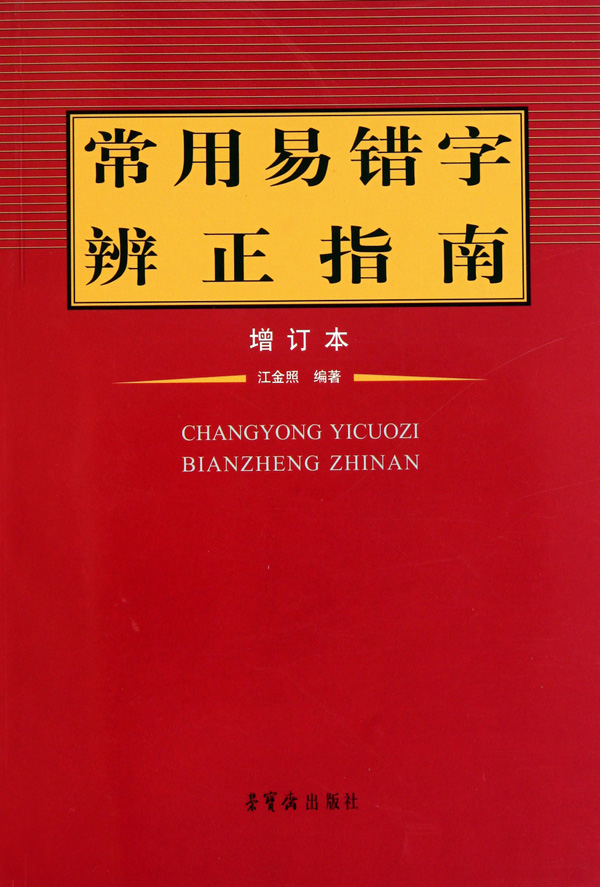 常用易错字
辨正指南
增订本
江金照 编著
CHANGYONG YICUOZI
BIANZHENG ZHINAN
荣宝斋出版社